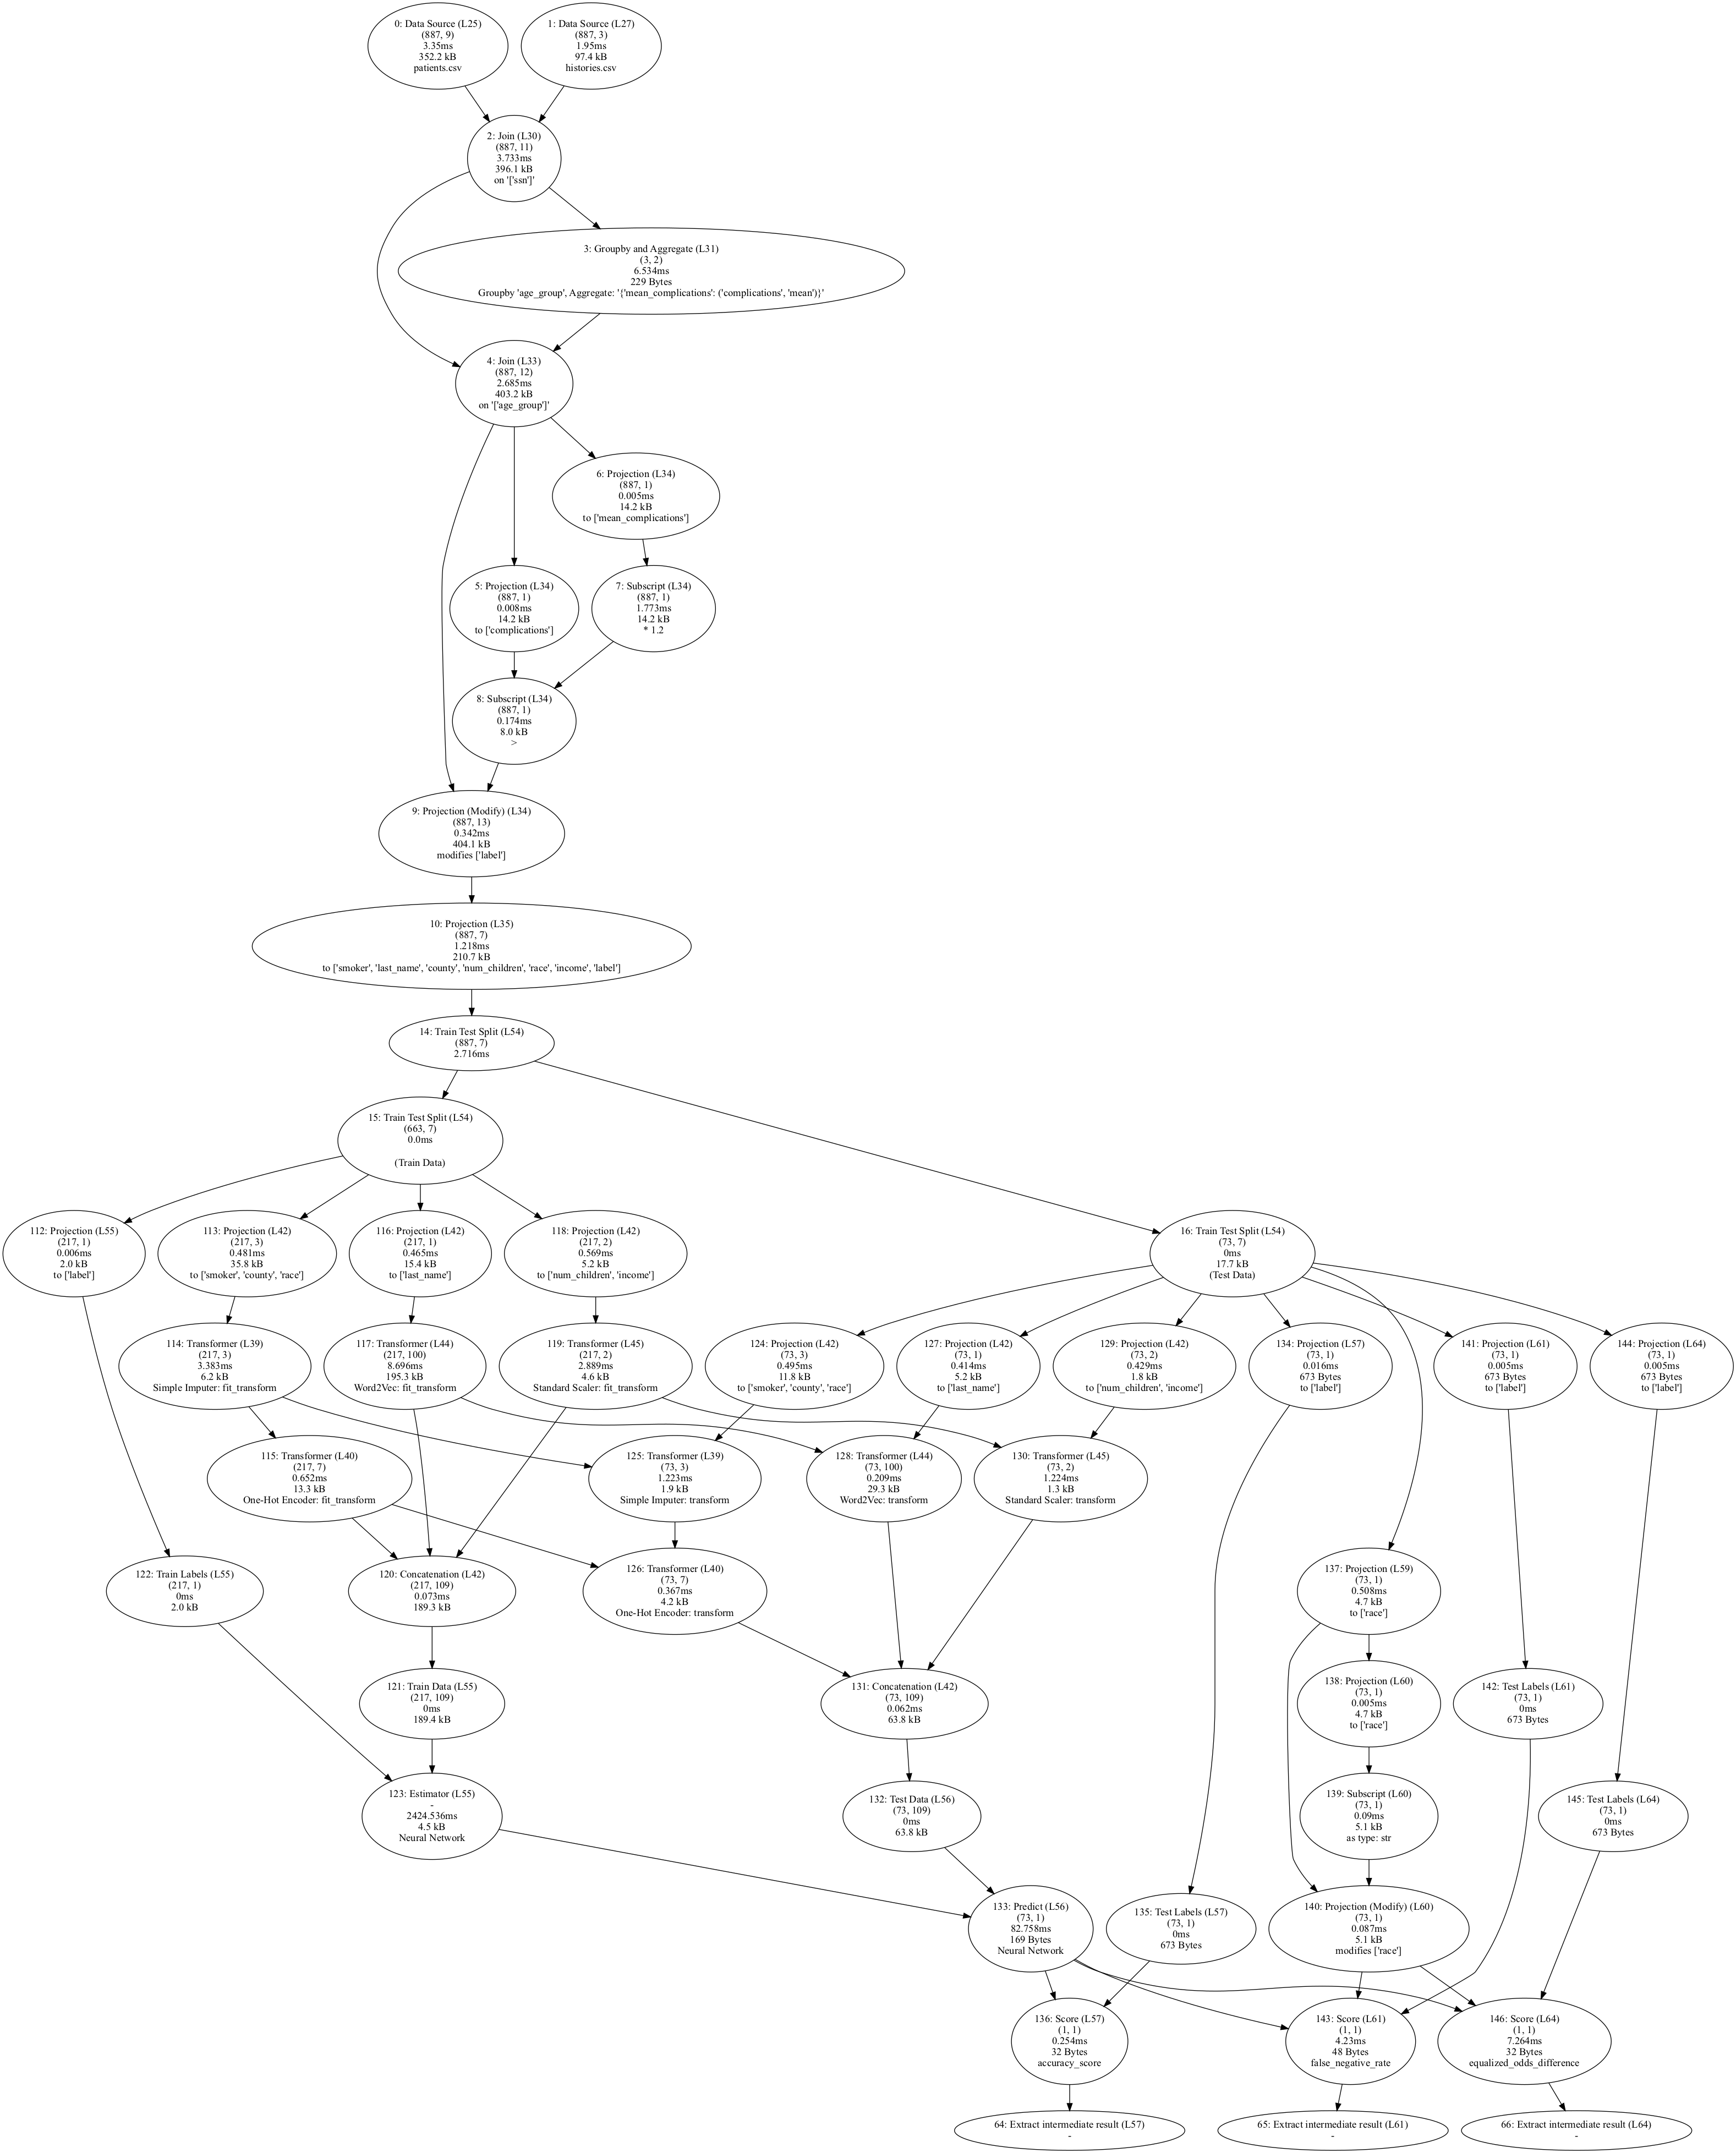 0: Data Source (L25)
(887, 9)
3.35ms
352.2 kB
patients.csv
1: Data Source (L27)
(887, 3)
1.95ms
97.4 kB
histories.csv
2: Join (L30)
(887, 11)
3.733ms
396.1 kB
on '['ssn']'
3: Groupby and Aggregate (L31)
(3, 2)
6.534ms
229 Bytes
Groupby 'age_group', Aggregate: '{'mean_complications': ('complications', 'mean')}'
4: Join (L33)
(887, 12)
2.685ms
403.2 kB
on '['age_group']'
6: Projection (L34)
(887, 1)
0.005ms
14.2 kB
to ['mean_complications']
5: Projection (L34)
(887, 1)
0.008ms
14.2 kB
to ['complications']
7: Subscript (L34)
(887, 1)
1.773ms
14.2 kB
* 1.2
8: Subscript (L34)
(887, 1)
0.174ms
8.0 kB
>
9: Projection (Modify) (L34)
(887, 13)
0.342ms
404.1 kB
modifies ['label']
10: Projection (L35)
(887, 7)
1.218ms
210.7 kB
to ['smoker', 'last_name', 'county', 'num_children', 'race', 'income', 'label']
14: Train Test Split (L54)
(887, 7)
2.716ms
15: Train Test Split (L54)
(663, 7)
0.0ms
(Train Data)
112: Projection (L55)
(217, 1)
0.006ms
2.0 kB
to ['label']
113: Projection (L42)
(217, 3)
0.481ms
35.8 kB
to ['smoker', 'county', 'race']
116: Projection (L42)
(217, 1)
0.465ms
15.4 kB
to ['last_name']
118: Projection (L42)
(217, 2)
0.569ms
5.2 kB
to ['num_children', 'income']
16: Train Test Split (L54)
(73, 7)
0ms
17.7 kB
(Test Data)
114: Transformer (L39)
(217, 3)
3.383ms
6.2 kB
Simple Imputer: fit_transform
117: Transformer (L44)
(217, 100)
8.696ms
195.3 kB
Word2Vec: fit_transform
119: Transformer (L45)
(217, 2)
2.889ms
4.6 kB
Standard Scaler: fit_transform
124: Projection (L42)
(73, 3)
0.495ms
11.8 kB
to ['smoker', 'county', 'race']
127: Projection (L42)
(73, 1)
0.414ms
5.2 kB
to ['last_name']
129: Projection (L42)
(73, 2)
0.429ms
1.8 kB
to ['num_children', 'income']
134: Projection (L57)
(73, 1)
0.016ms
673 Bytes
to ['label']
141: Projection (L61)
(73, 1)
0.005ms
673 Bytes
to ['label']
144: Projection (L64)
(73, 1)
0.005ms
673 Bytes
to ['label']
115: Transformer (L40)
(217, 7)
0.652ms
13.3 kB
One-Hot Encoder: fit_transform
125: Transformer (L39)
(73, 3)
1.223ms
1.9 kB
Simple Imputer: transform
128: Transformer (L44)
(73, 100)
0.209ms
29.3 kB
Word2Vec: transform
130: Transformer (L45)
(73, 2)
1.224ms
1.3 kB
Standard Scaler: transform
122: Train Labels (L55)
(217, 1)
0ms
2.0 kB
120: Concatenation (L42)
(217, 109)
0.073ms
189.3 kB
126: Transformer (L40)
(73, 7)
0.367ms
4.2 kB
One-Hot Encoder: transform
137: Projection (L59)
(73, 1)
0.508ms
4.7 kB
to ['race']
121: Train Data (L55)
(217, 109)
0ms
189.4 kB
131: Concatenation (L42)
(73, 109)
0.062ms
63.8 kB
138: Projection (L60)
(73, 1)
0.005ms
4.7 kB
to ['race']
142: Test Labels (L61)
(73, 1)
0ms
673 Bytes
123: Estimator (L55)
-
2424.536ms
4.5 kB
Neural Network
132: Test Data (L56)
(73, 109)
0ms
63.8 kB
139: Subscript (L60)
(73, 1)
0.09ms
5.1 kB
as type: str
145: Test Labels (L64)
(73, 1)
0ms
673 Bytes
133: Predict (L56)
(73, 1)
82.758ms
169 Bytes
Neural Network
135: Test Labels (L57)
(73, 1)
0ms
673 Bytes
140: Projection (Modify) (L60)
(73, 1)
0.087ms
5.1 kB
modifies ['race']
136: Score (L57)
(1, 1)
0.254ms
32 Bytes
accuracy_score
143: Score (L61)
(1, 1)
4.23ms
48 Bytes
false_negative_rate
146: Score (L64)
(1, 1)
7.264ms
32 Bytes
equalized_odds_difference
64: Extract intermediate result (L57)
-
65: Extract intermediate result (L61)
-
66: Extract intermediate result (L64)
-